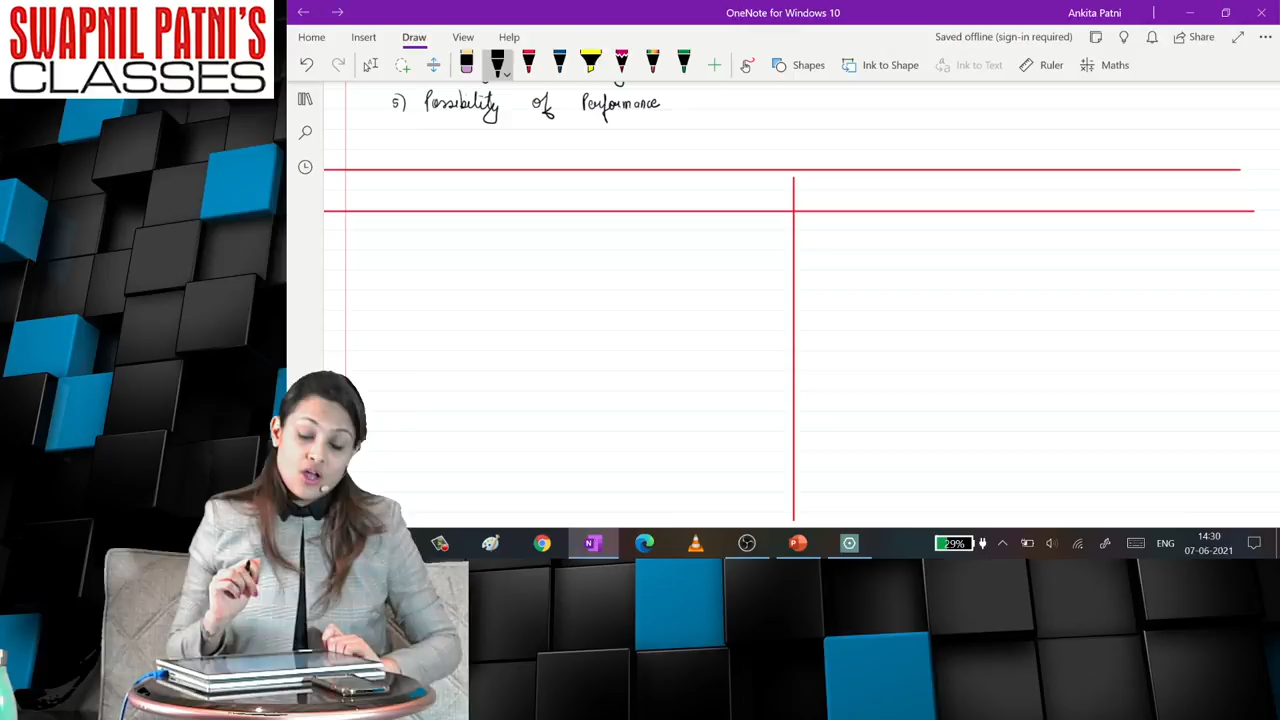 SWAPNIL PATNI'S
CLASSES
OneNote for Windows 10
Ankita Patni
Home Insert Draw View Help
Saved offline (sign-in required)
Share
Shapes
Ink to Shape
Ink to Text
Ruler
Maths
5) Possibility of Performance
29%
ENG
14:30
07-06-2021